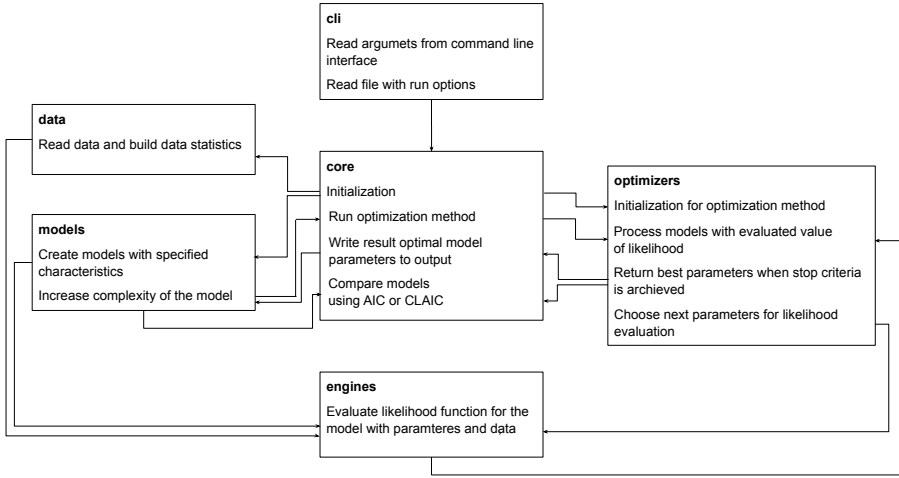 cli
Read argumets from command line
interface
Read file with run options
data
Read data and build data statistics
core
Initialization
Run optimization method
Write result optimal model
parameters to output
Compare models
using AIC or CLAIC
optimizers
Initialization for optimization method
Process models with evaluated value
of likelihood
Return best parameters when stop criteria
is archieved
Choose next parameters for likelihood
evaluation
models
Create models with specified
characteristics
Increase complexity of the model
engines
Evaluate likelihood function for the
model with paramteres and data